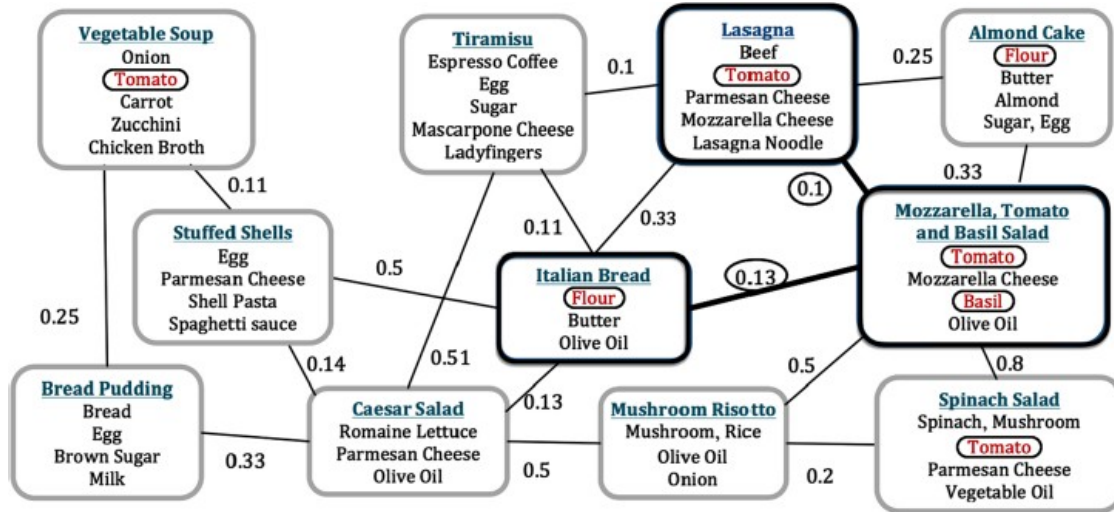 Vegetable Soup
Onion
Tomato
Carrot
Zucchini
Chicken Broth
Tiramisu
Espresso Coffee
Egg
Sugar
Mascarpone Cheese
Ladyfingers
0.1
Lasagna
Beef
Tomato
Parmesan Cheese
Mozzarella Cheese
Lasagna Noodle
0.25
Almond Cake
Flour
Butter
Almond
Sugar, Egg
0.11
0.11
0.33
0.1
0.33
Stuffed Shells
Egg
Parmesan Cheese
Shell Pasta
Spaghetti sauce
0.5
Italian Bread
Flour
Butter
Olive Oil
0.13
Mozzarella, Tomato
and Basil Salad
Tomato
Mozzarella Cheese
Basil
Olive Oil
0.25
0.14
0.51
0.13
0.5
0.8
Bread Pudding
Bread
Egg
Brown Sugar
Milk
0.33
Caesar Salad
Romaine Lettuce
Parmesan Cheese
Olive Oil
0.5
Mushroom Risotto
Mushroom, Rice
Olive Oil
Onion
0.2
Spinach Salad
Spinach, Mushroom
Tomato
Parmesan Cheese
Vegetable Oil